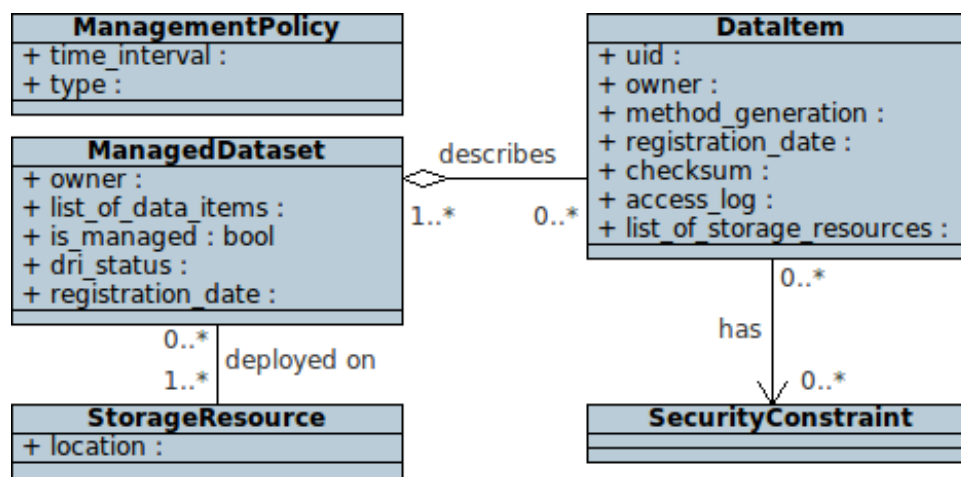 ManagementPolicy
+ time_interval :
+ type :
ManagedDataset
+ owner :
+ list_of_data_items :
+ is_managed : bool
+ dri_status :
+ registration_date :
describes
1..*
0..*
DataItem
+ uid :
+ owner :
+ method_generation :
+ registration_date :
+ checksum :
+ access_log :
+ list_of_storage_resources :
0..*
deployed on
1..*
StorageResource
+ location :
0..*
has
0..*
SecurityConstraint